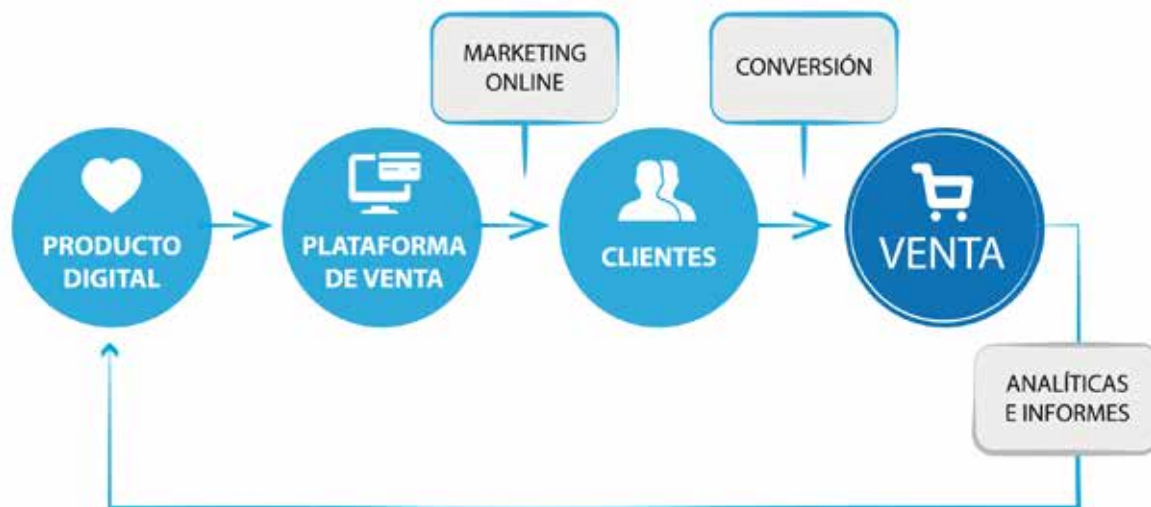 MARKETING
ONLINE
CONVERSIÓN
PRODUCTO
DIGITAL
PLATAFORMA
DE VENTA
CLIENTES
VENTA
ANALÍTICAS
E INFORMES